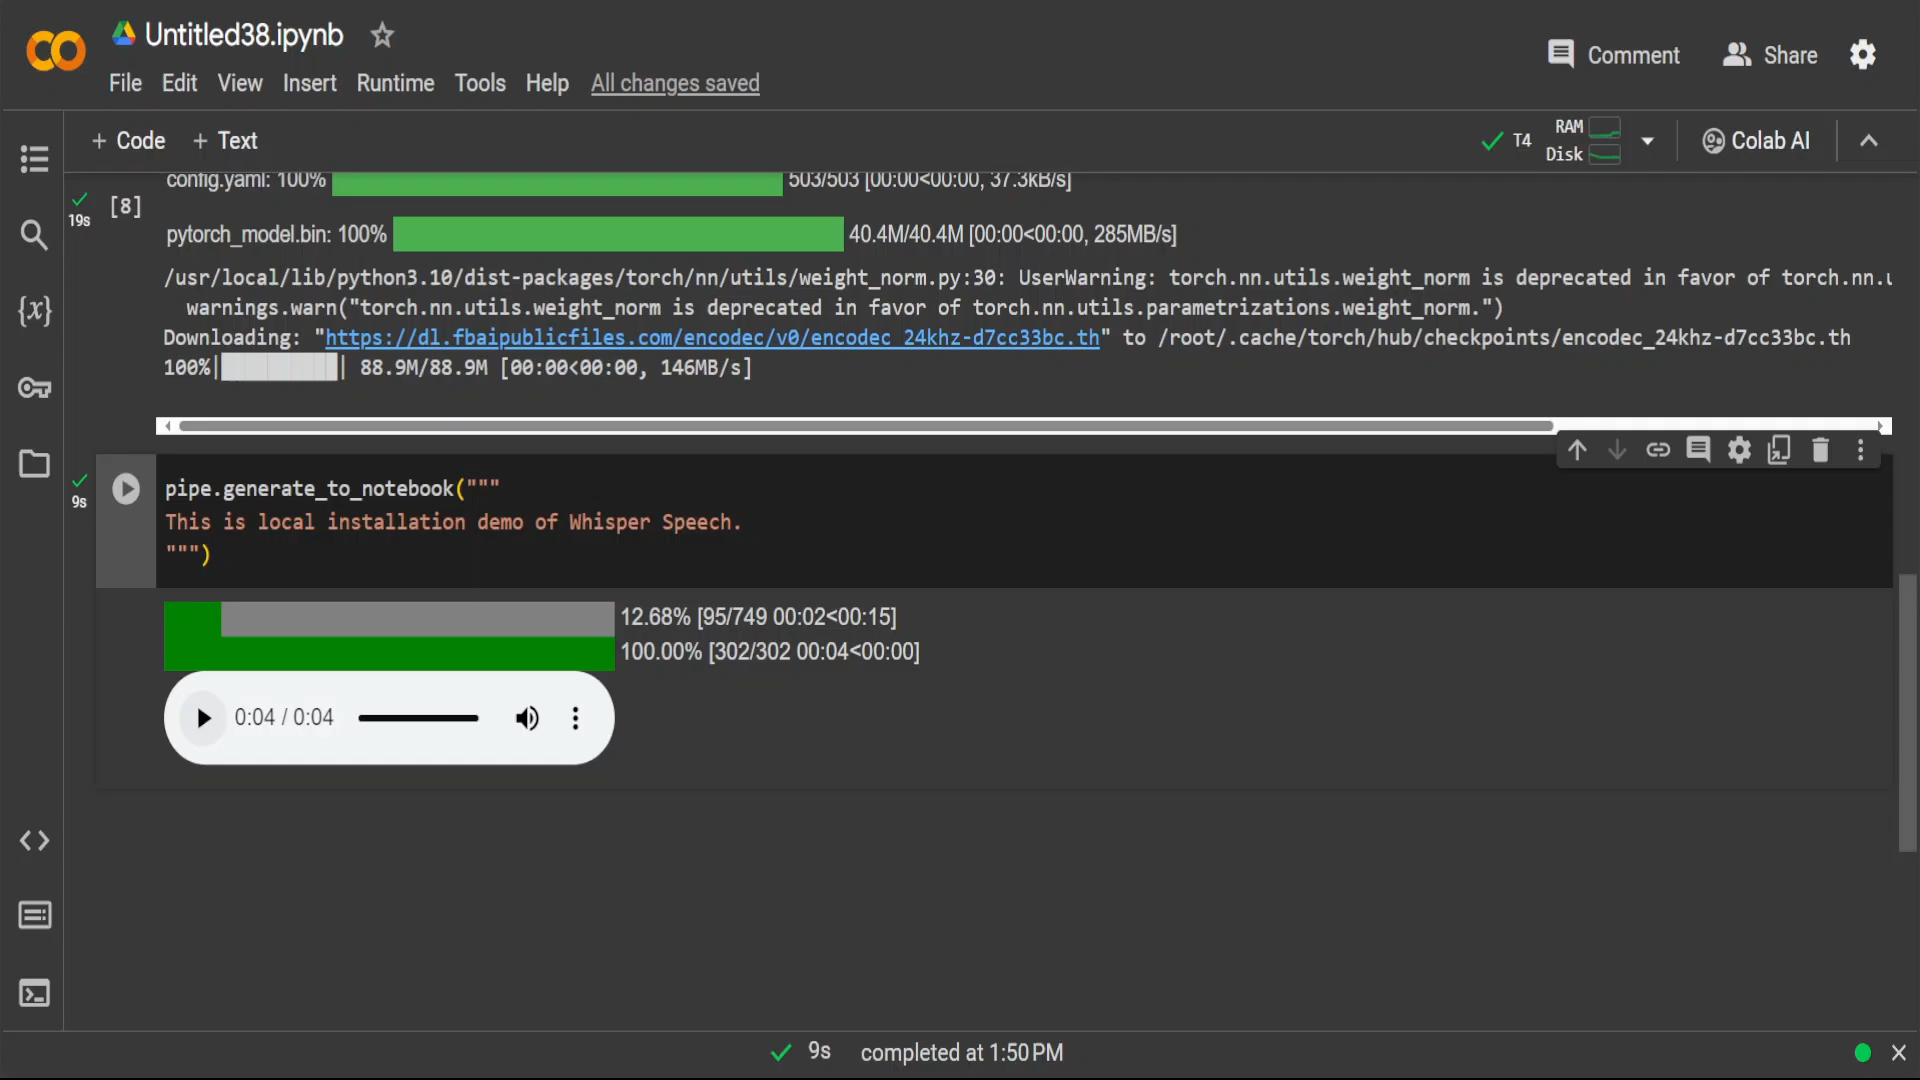 Untitled38.ipynb
Comment
Share
File Edit View Insert Runtime Tools Help All changes saved
+ Code + Text
T4
RAM
Disk
Colab AI
config.yaml: 100% 503/503 [00:00<00:00, 37.3kB/s]
19s
[8]
pytorch_model.bin: 100% 40.4M/40.4M [00:00<00:00, 285MB/s]
/usr/local/lib/python3.10/dist-packages/torch/nn/utils/weight_norm.py:30: UserWarning: torch.nn.utils.weight_norm is deprecated in favor of torch.nn.u
warnings.warn("torch.nn.utils.weight_norm is deprecated in favor of torch.nn.utils.parametrizations.weight_norm.")
Downloading: "https://dl.fbaipublicfiles.com/encodec/v0/encodec_24khz-d7cc33bc.th" to /root/.cache/torch/hub/checkpoints/encodec_24khz-d7cc33bc.th
100%| | 88.9M/88.9M [00:00<00:00, 146MB/s]
{x}
9s
pipe.generate_to_notebook("""
This is local installation demo of Whisper Speech.
""")
12.68% [95/749 00:02<00:15]
100.00% [302/302 00:04<00:00]
0:04 / 0:04
9s completed at 1:50 PM